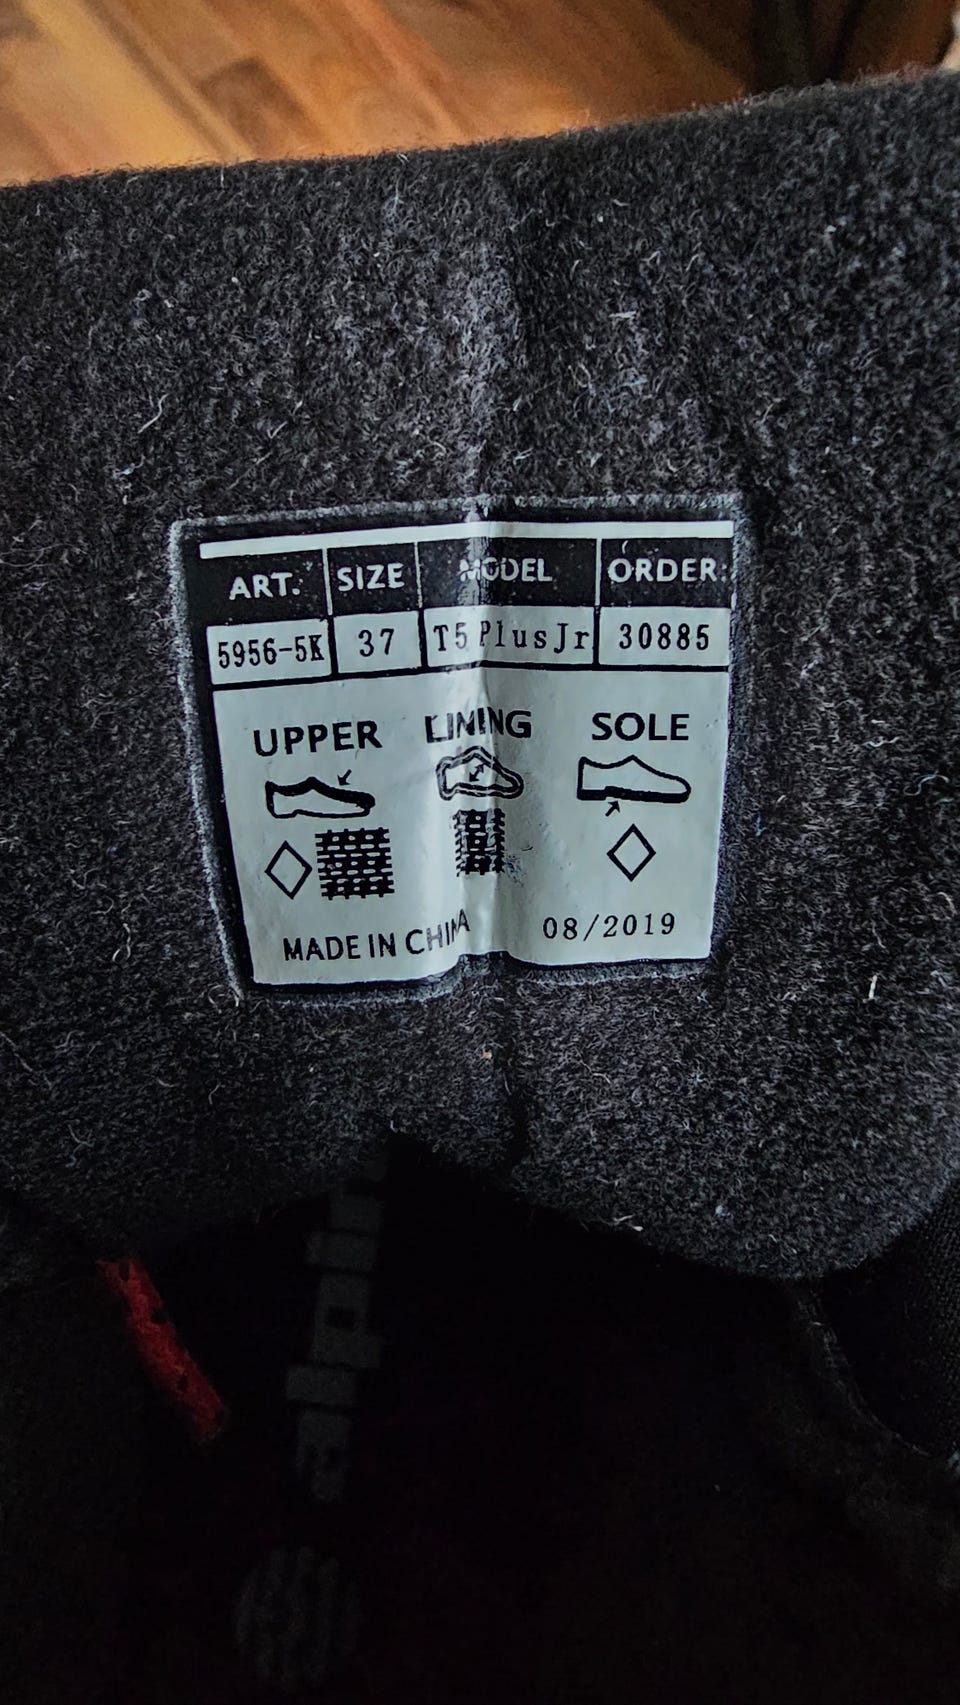 ART. SIZE MODEL ORDER:
5956-5K 37 T5 PlusJr 30885
UPPER LINING SOLE
MADE IN CHINA 08/2019